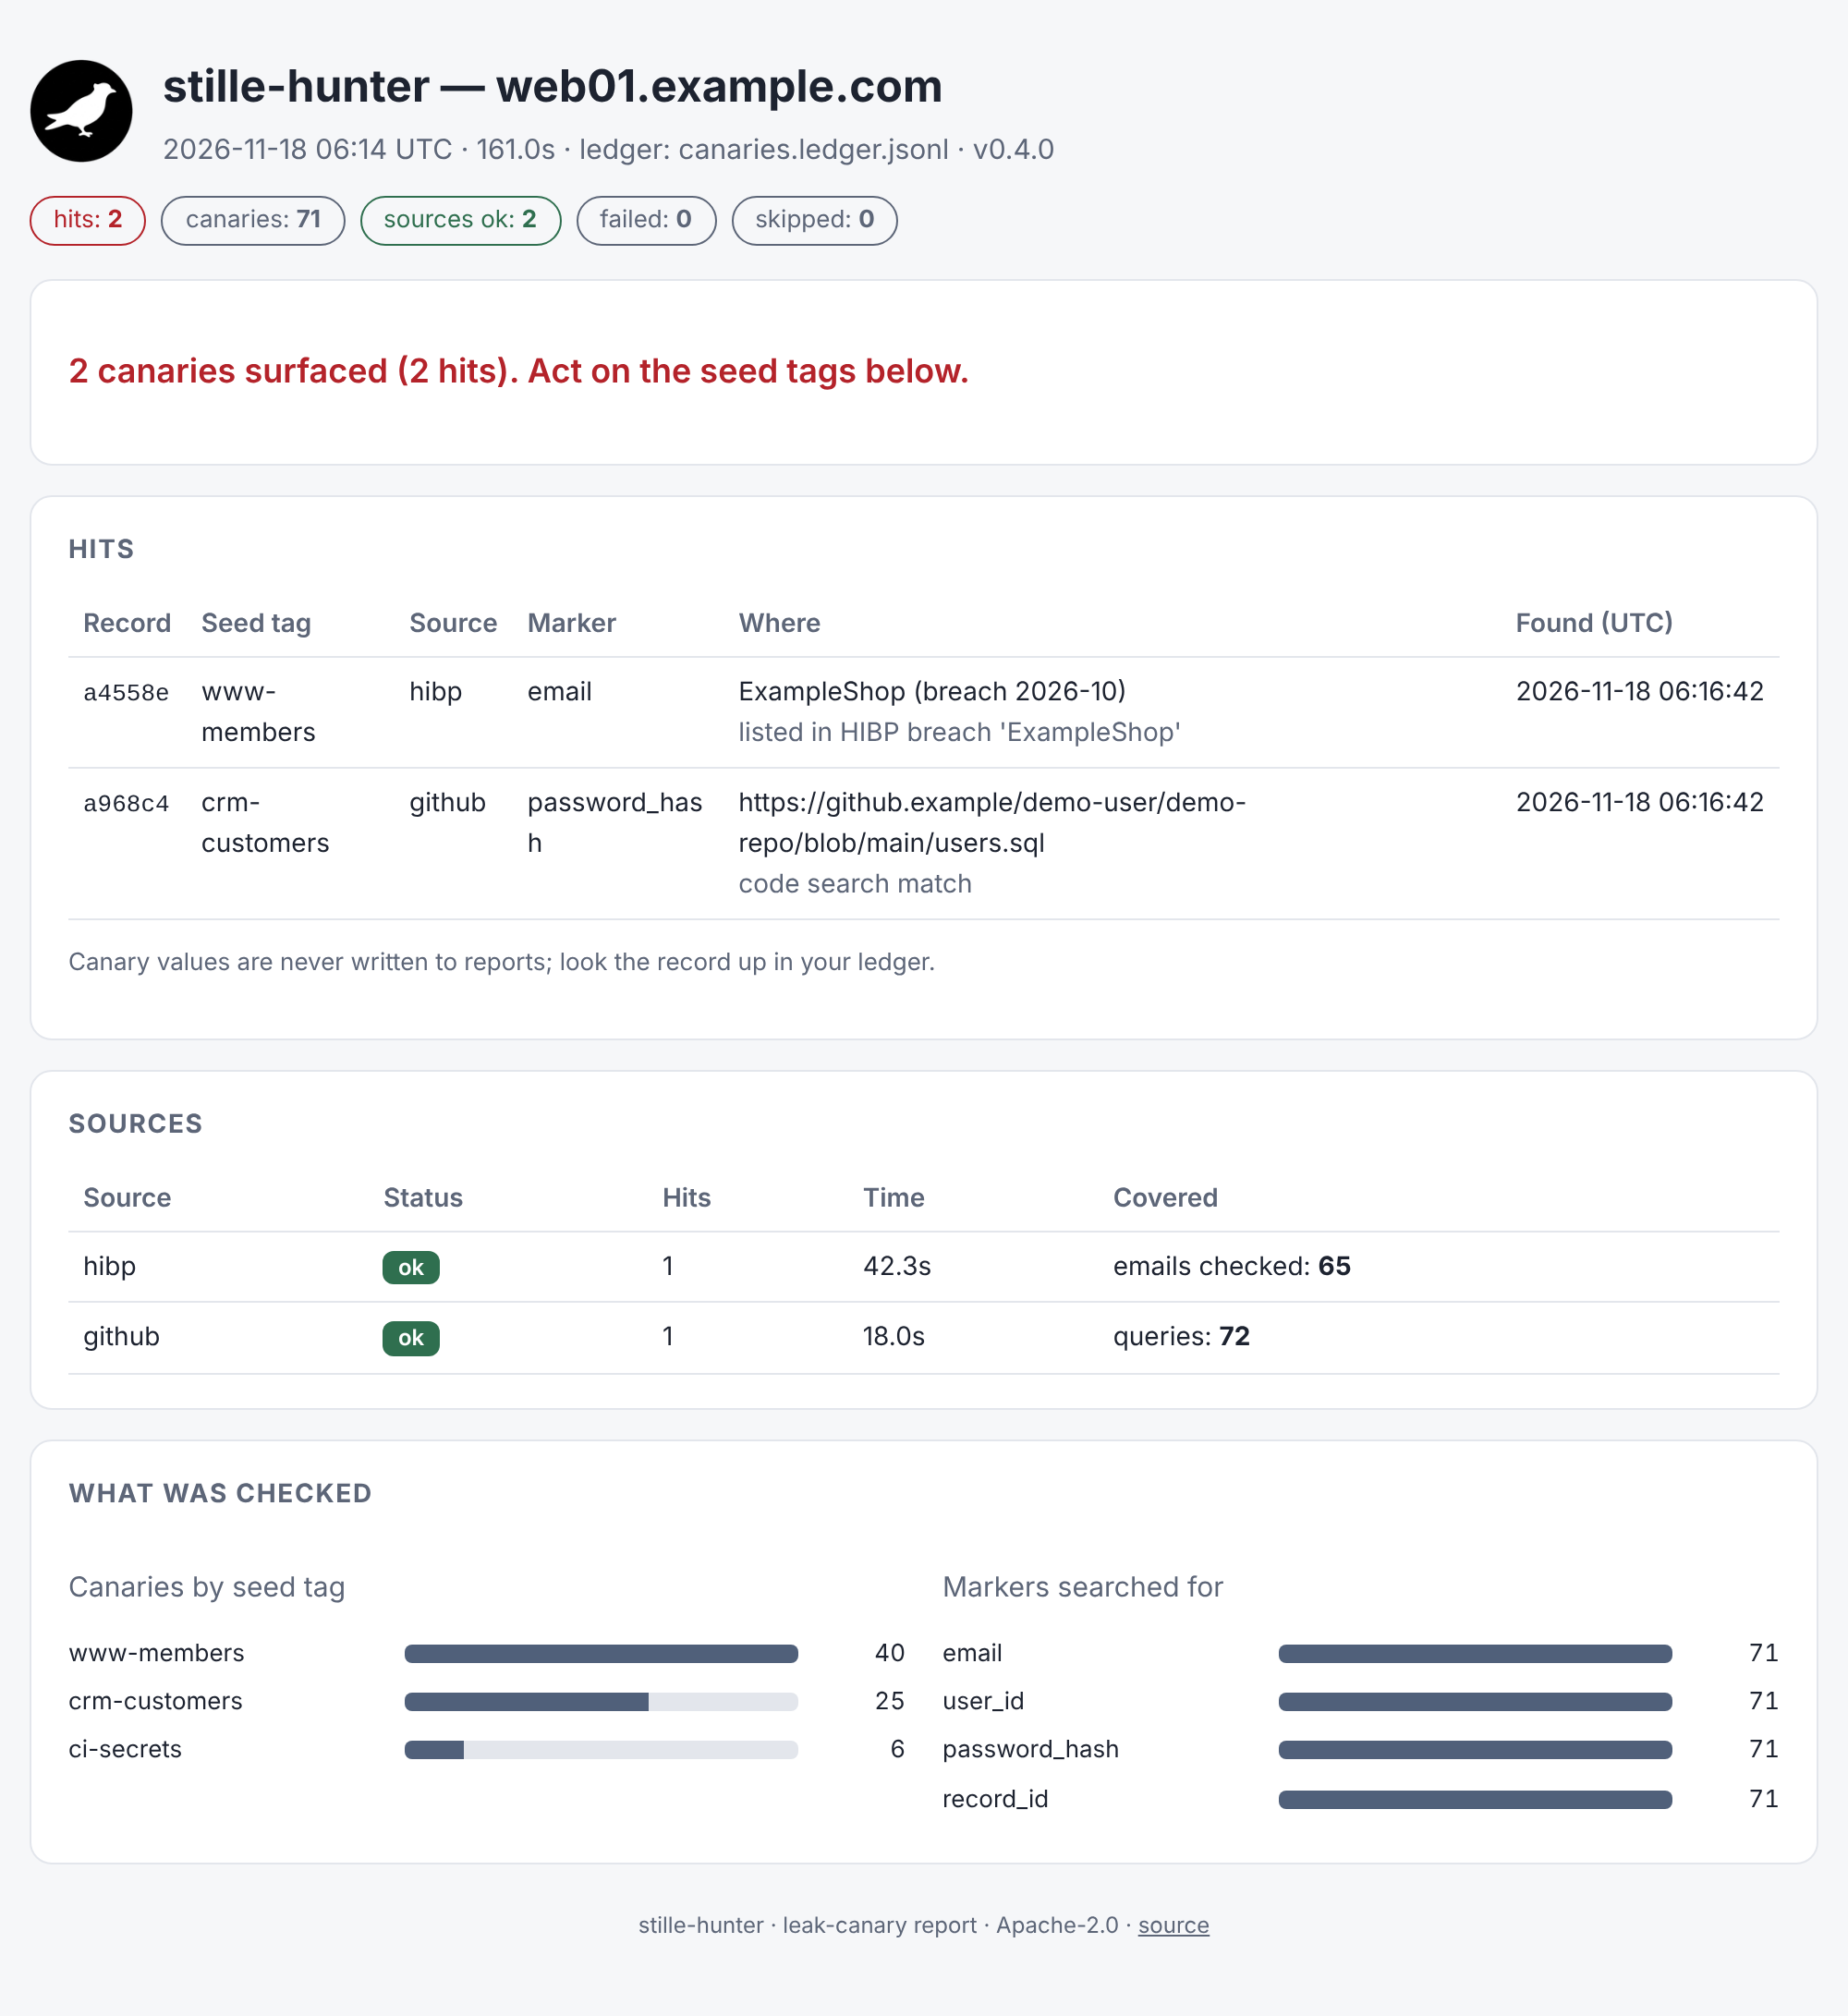 stille-hunter — web01.example.com
2026-11-18 06:14 UTC · 161.0s · ledger: canaries.ledger.jsonl · v0.4.0
hits: 2 canaries: 71 sources ok: 2 failed: 0 skipped: 0
2 canaries surfaced (2 hits). Act on the seed tags below.
HITS
Record Seed tag Source Marker Where Found (UTC)
a4558e www- hibp email ExampleShop (breach 2026-10) 2026-11-18 06:16:42
members listed in HIBP breach 'ExampleShop'
a968c4 crm- github password_has https://github.example/demo-user/demo- 2026-11-18 06:16:42
customers h repo/blob/main/users.sql
code search match
Canary values are never written to reports; look the record up in your ledger.
SOURCES
Source Status Hits Time Covered
hibp ok 1 42.3s emails checked: 65
github ok 1 18.0s queries: 72
WHAT WAS CHECKED
Canaries by seed tag
www-members 40
crm-customers 25
ci-secrets 6
Markers searched for
email 71
user_id 71
password_hash 71
record_id 71
stille-hunter · leak-canary report · Apache-2.0 · source